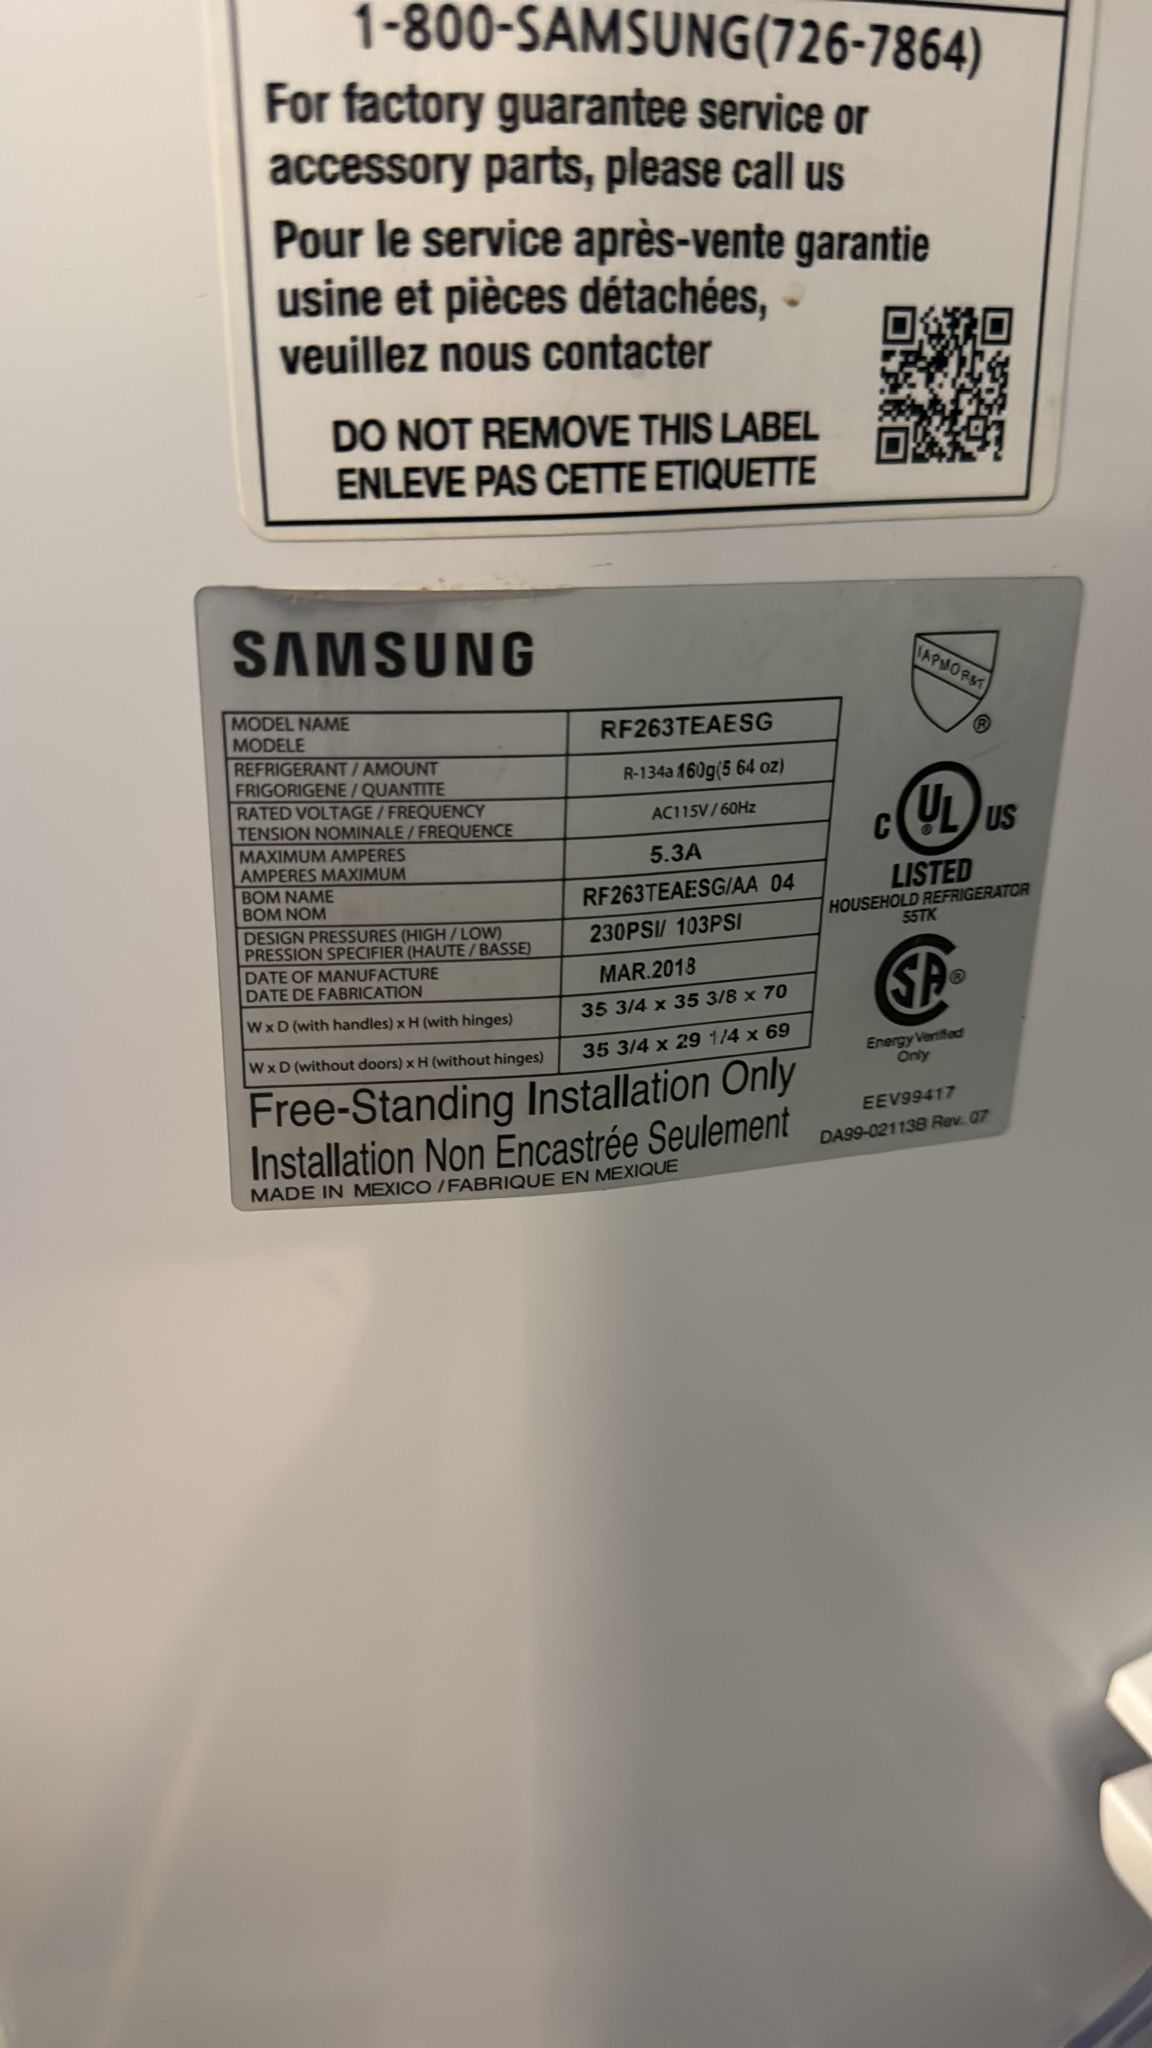 1-800-SAMSUNG(726-7864)
For factory guarantee service or
accessory parts, please call us
Pour le service après-vente garantie
usine et pièces détachées,
veuillez nous contacter
DO NOT REMOVE THIS LABEL
ENLEVE PAS CETTE ETIQUETTE
SAMSUNG
IAPMO R&T ®
MODEL NAME
MODELE
RF263TEAESG
REFRIGERANT / AMOUNT
FRIGORIGENE / QUANTITE
R-134a 160g(5 64 oz)
RATED VOLTAGE / FREQUENCY
TENSION NOMINALE / FREQUENCE
AC115V / 60Hz
MAXIMUM AMPERES
AMPERES MAXIMUM
5.3A
BOM NAME
BOM NOM
RF263TEAESG/AA 04
DESIGN PRESSURES (HIGH / LOW)
PRESSION SPECIFIER (HAUTE / BASSE)
230PSI/ 103PSI
DATE OF MANUFACTURE
DATE DE FABRICATION
MAR.2018
W x D (with handles) x H (with hinges)
35 3/4 x 35 3/8 x 70
W x D (without doors) x H (without hinges)
35 3/4 x 29 1/4 x 69
C UL ® US
LISTED
HOUSEHOLD REFRIGERATOR
55TK
SA ®
Energy Verified
Only
EEV99417
DA99-02113B Rev. 07
Free-Standing Installation Only
Installation Non Encastrée Seulement
MADE IN MEXICO / FABRIQUE EN MEXIQUE